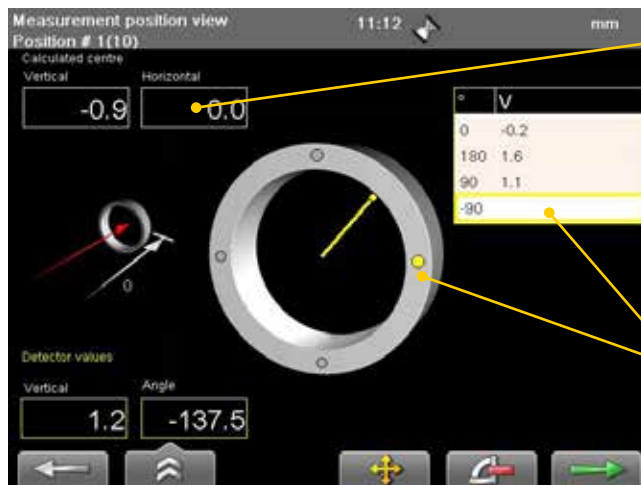 Measurement position view 11:12 mm
Position # 1(10)
Calculated centre
Vertical Horizontal
-0.9 0.0
° V
0 -0.2
180 1.6
90 1.1
-90
0
Detector values
Vertical Angle
1.2 -137.5